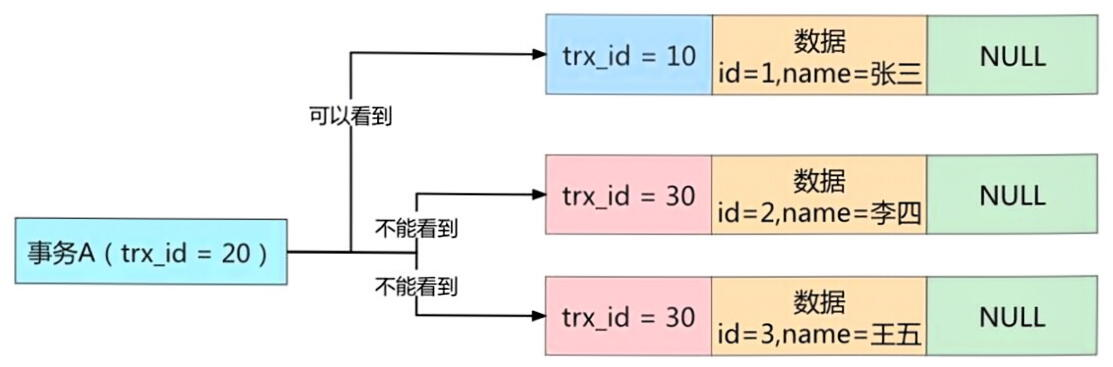 trx_id = 10
数据
id=1,name=张三
NULL
可以看到
trx_id = 30
数据
id=2,name=李四
NULL
不能看到
事务A（trx_id = 20）
不能看到
trx_id = 30
数据
id=3,name=王五
NULL